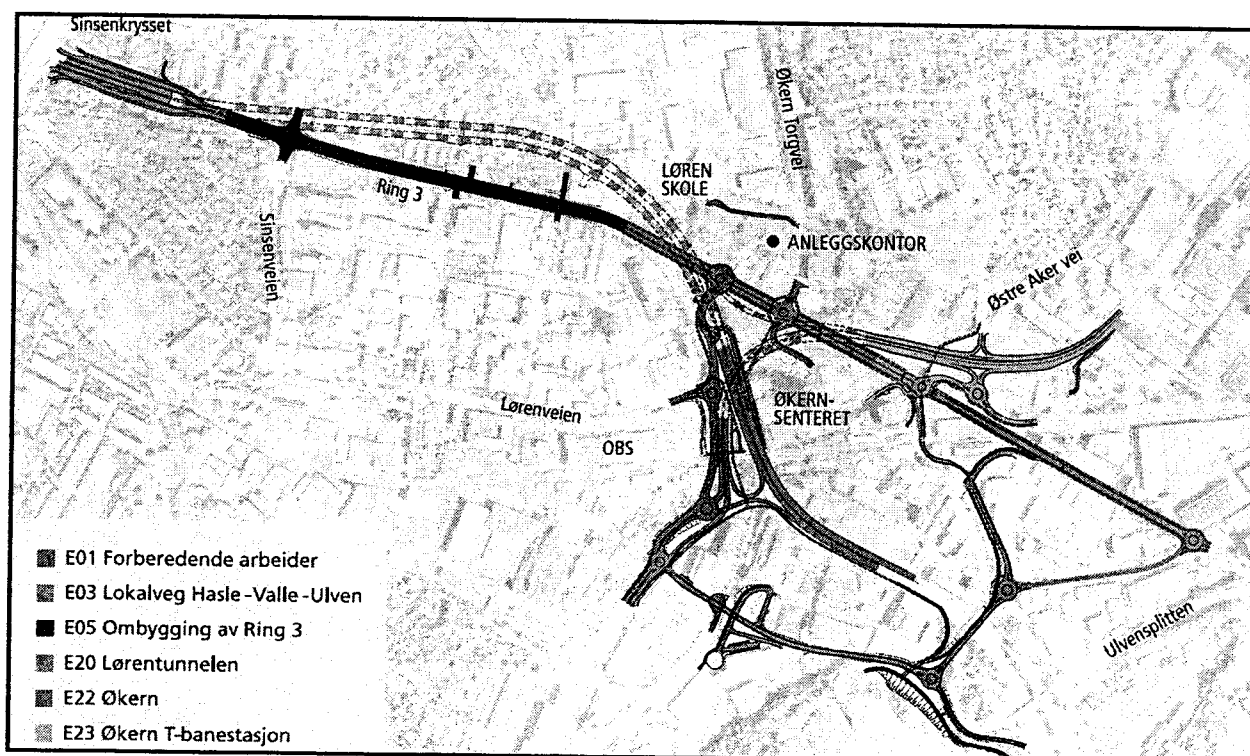 Sinsenkrysset
Økern Torgvei
LØREN
SKOLE
Ring 3
Sinsenveien
ANLEGGSKONTOR
Østre Aker vei
Lørenveien
ØKERN-
SENTERET
OBS
E01 Forberedende arbeider
E03 Lokalveg Hasle-Valle-Ulven
E05 Ombygging av Ring 3
E20 Lørentunnelen
E22 Økern
E23 Økern T-banestasjon
Ulvensplitten